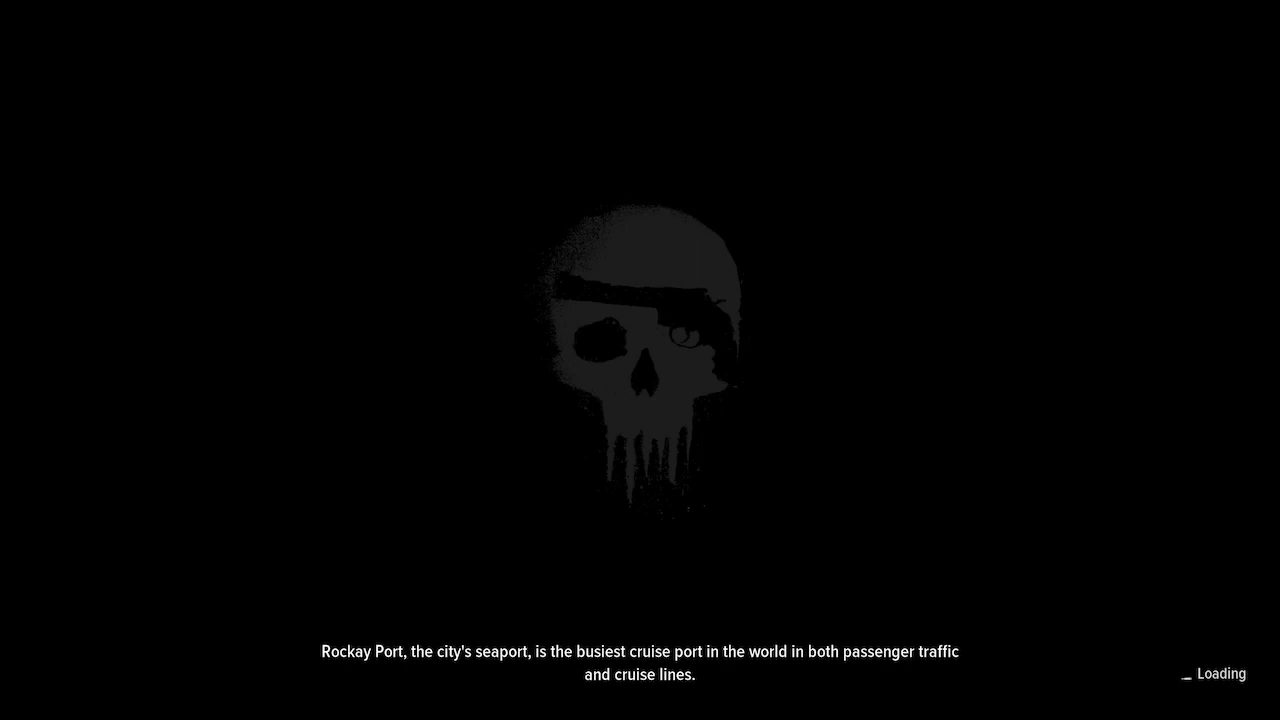 Rockay Port, the city's seaport, is the busiest cruise port in the world in both passenger traffic
and cruise lines.
Loading